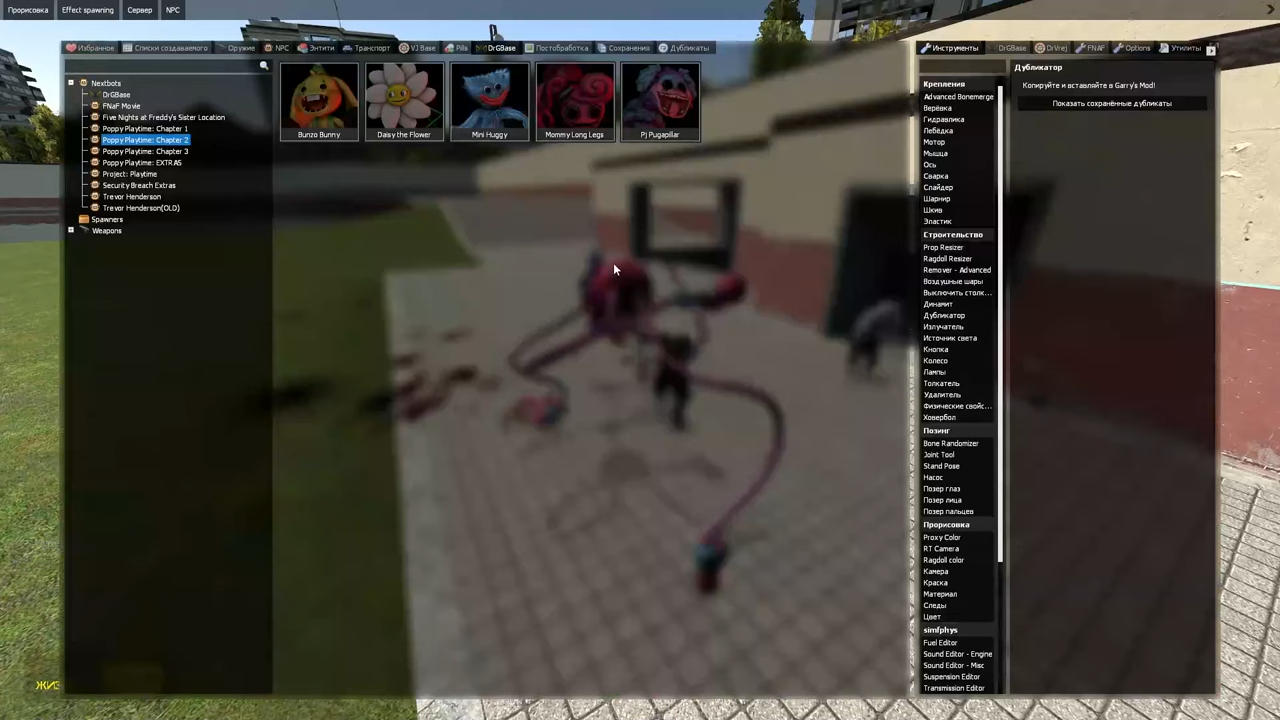 Прорисовка Effect spawning Сервер NPC
Избранное Списки создаваемого Оружие NPC Энтити Транспорт VJ Base Pills DrGBase Постобработка Сохранения Дубликаты
Nextbots
DrGBase
FNaF Movie
Five Nights at Freddy's Sister Location
Poppy Playtime: Chapter 1
Poppy Playtime: Chapter 2
Poppy Playtime: Chapter 3
Poppy Playtime: EXTRAS
Project: Playtime
Security Breach Extras
Trevor Henderson
Trevor Henderson(OLD)
Spawners
Weapons
Bunzo Bunny Daisy the Flower Mini Huggy Mommy Long Legs Pj Pugapillar
Инструменты DrGBase DrVrej FNAF Options Утилиты
Крепления
Advanced Bonemerge
Верёвка
Гидравлика
Лебёдка
Мотор
Мышца
Ось
Сварка
Слайдер
Шарнир
Шкив
Эластик
Строительство
Prop Resizer
Ragdoll Resizer
Remover - Advanced
Воздушные шары
Выключить столк...
Динамит
Дубликатор
Излучатель
Источник света
Кнопка
Колесо
Лампы
Толкатель
Удалитель
Физические свойс...
Ховербол
Позинг
Bone Randomizer
Joint Tool
Stand Pose
Насос
Позер глаз
Позер лица
Позер пальцев
Прорисовка
Proxy Color
RT Camera
Ragdoll color
Камера
Краска
Материал
Следы
Цвет
simfphys
Fuel Editor
Sound Editor - Engine
Sound Editor - Misc
Suspension Editor
Transmission Editor
Дубликатор
Копируйте и вставляйте в Garry's Mod!
Показать сохранённые дубликаты